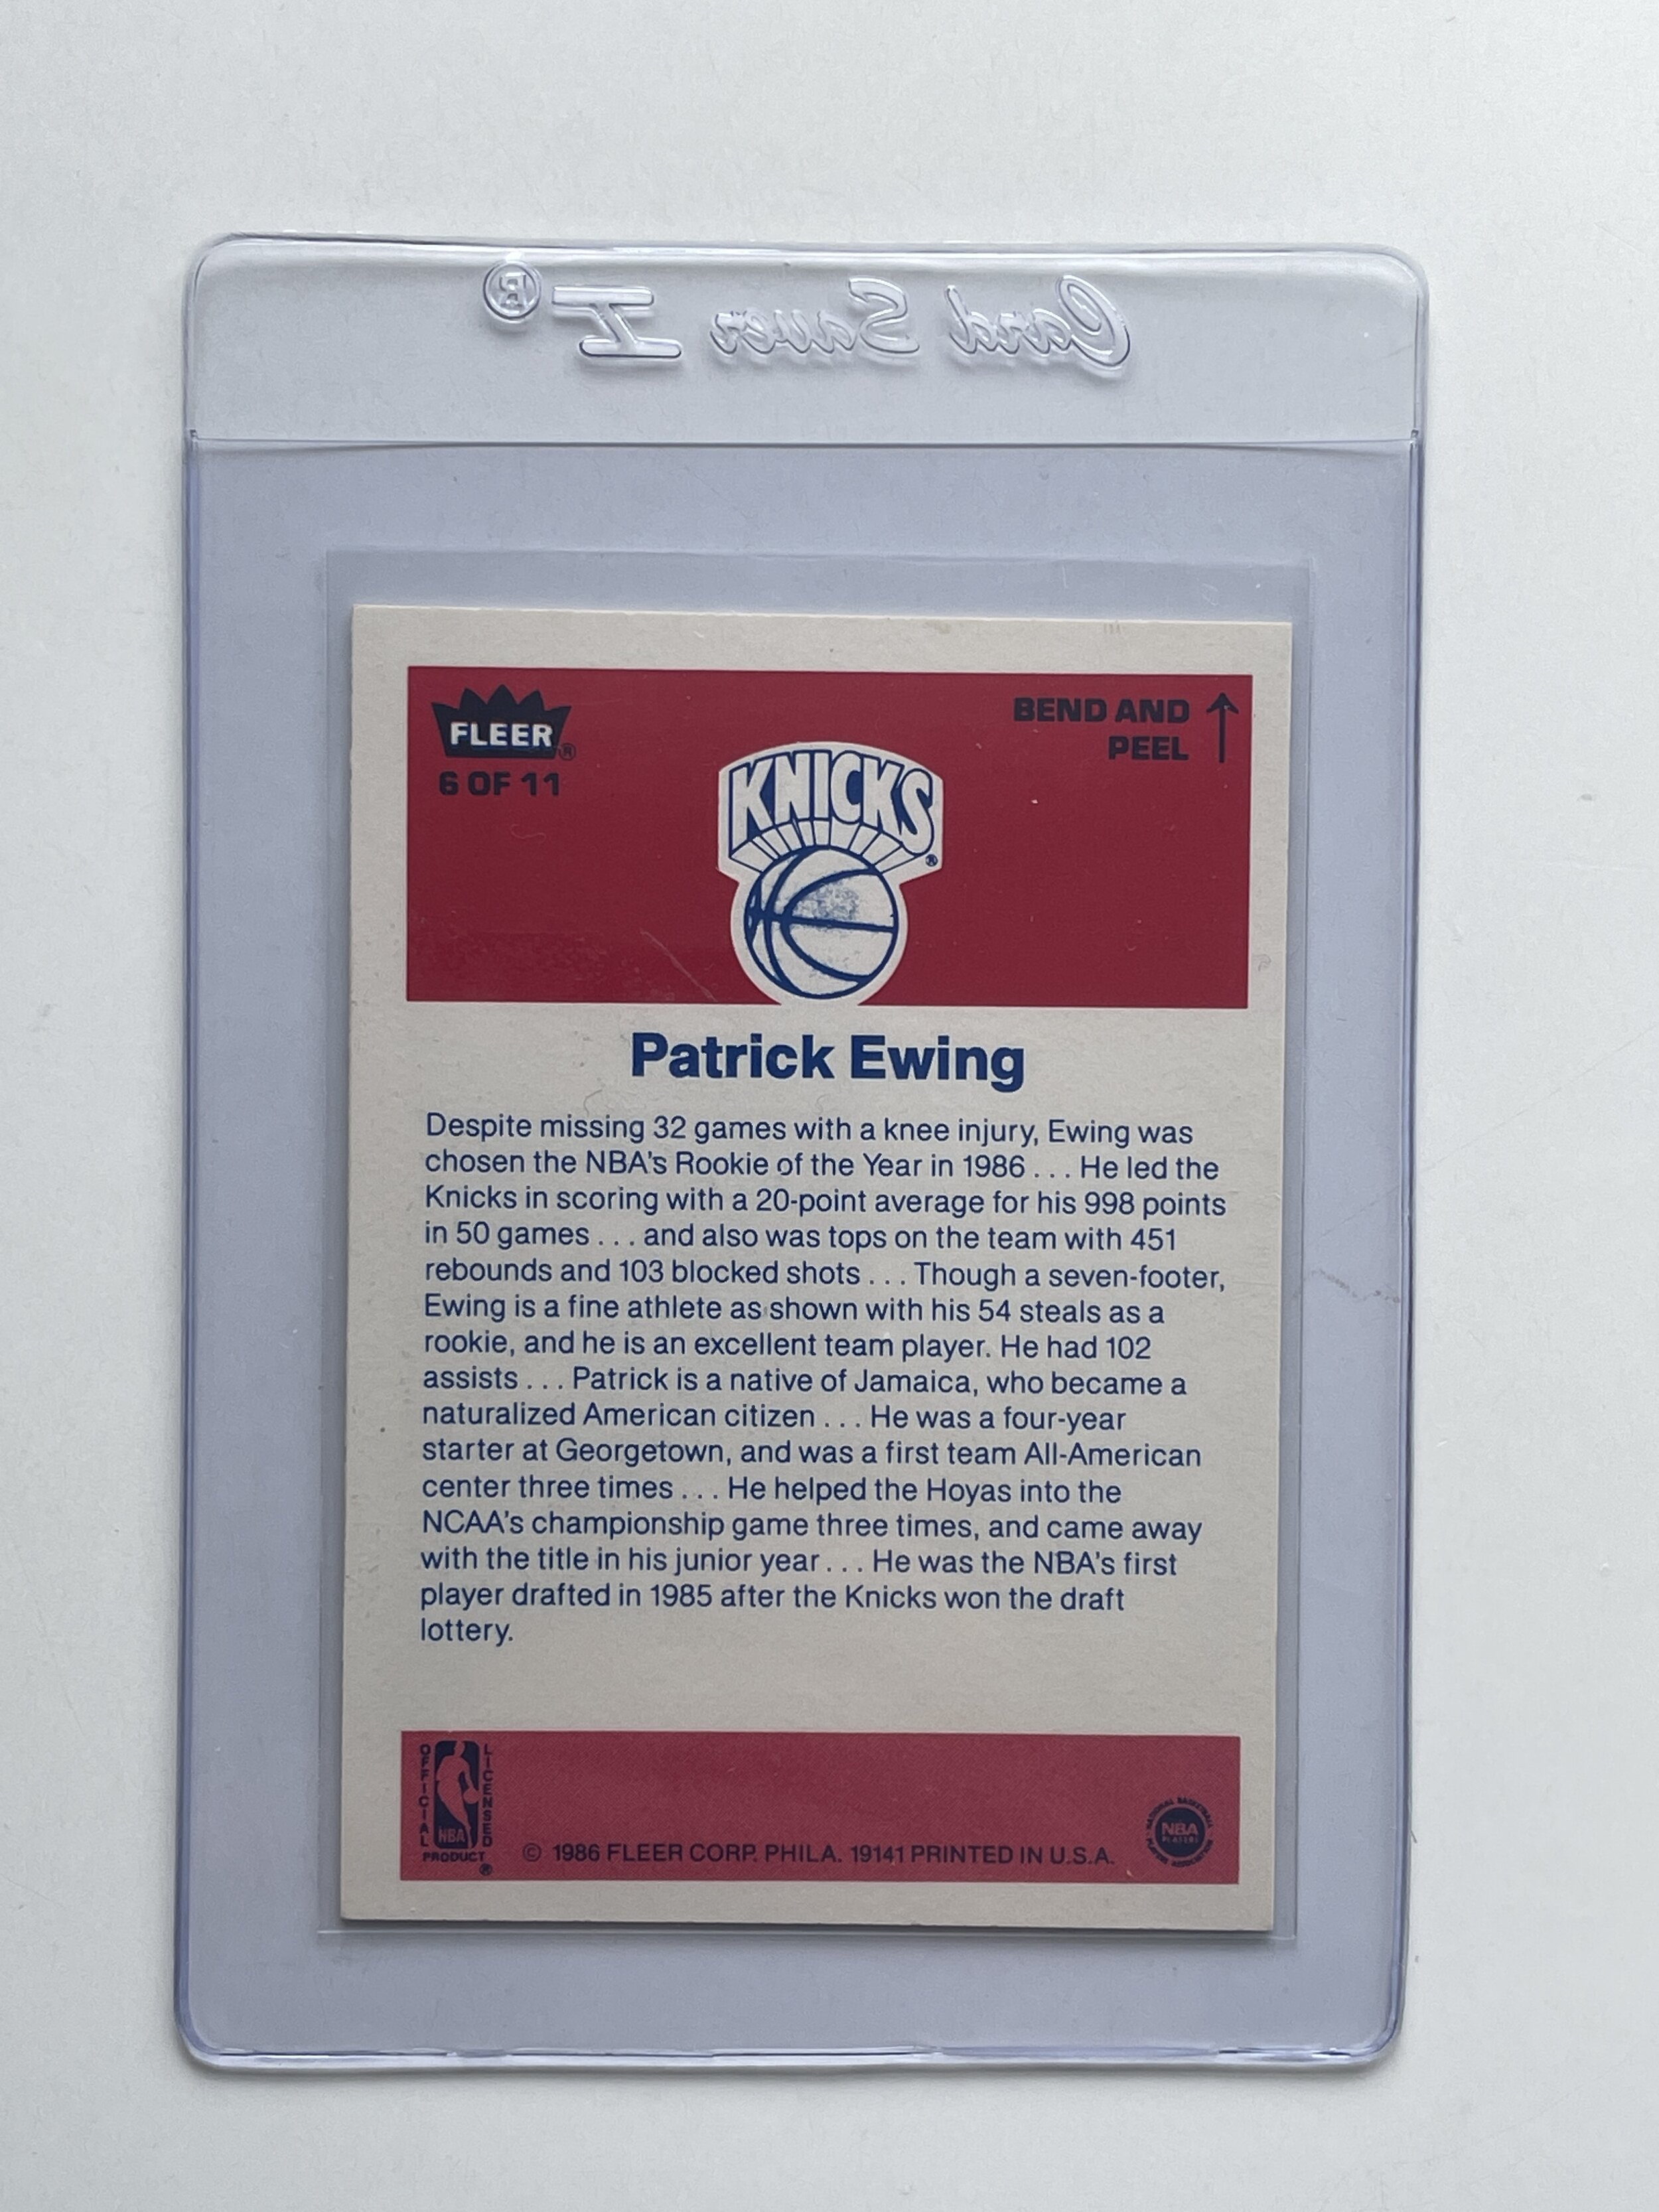 Card Saver I®
FLEER®
6 OF 11
BEND AND
PEEL
KNICKS®
Patrick Ewing
Despite missing 32 games with a knee injury, Ewing was
chosen the NBA's Rookie of the Year in 1986 . . . He led the
Knicks in scoring with a 20-point average for his 998 points
in 50 games . . . and also was tops on the team with 451
rebounds and 103 blocked shots . . . Though a seven-footer,
Ewing is a fine athlete as shown with his 54 steals as a
rookie, and he is an excellent team player. He had 102
assists . . . Patrick is a native of Jamaica, who became a
naturalized American citizen . . . He was a four-year
starter at Georgetown, and was a first team All-American
center three times . . . He helped the Hoyas into the
NCAA's championship game three times, and came away
with the title in his junior year . . . He was the NBA's first
player drafted in 1985 after the Knicks won the draft
lottery.
OFFICIAL
LICENSED
NBA
PRODUCT
®
© 1986 FLEER CORP. PHILA. 19141 PRINTED IN U.S.A.
NATIONAL BASKETBALL
NBA
PLAYERS
PLAYERS ASSOCIATION